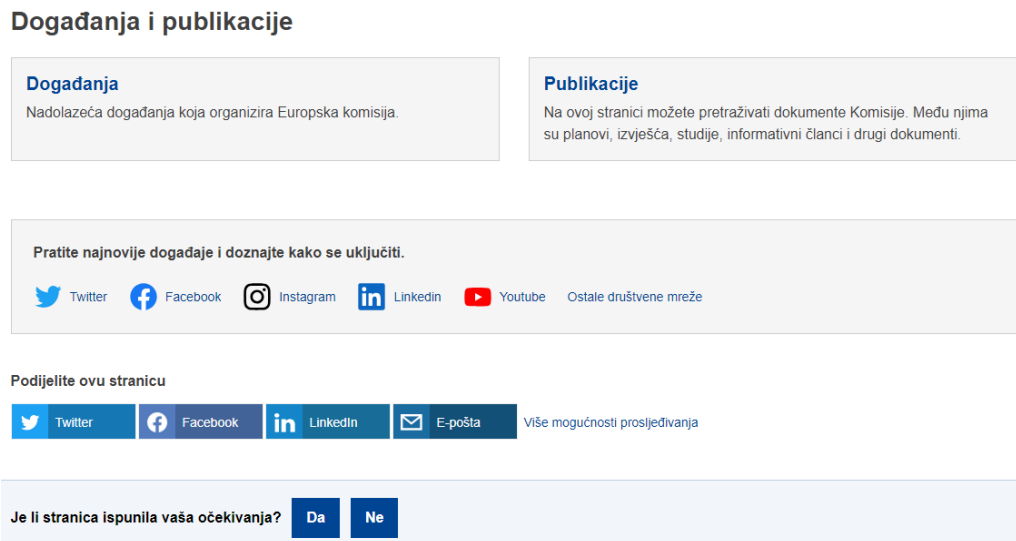 Događanja i publikacije
Događanja
Nadolazeća događanja koja organizira Europska komisija.
Publikacije
Na ovoj stranici možete pretraživati dokumente Komisije. Među njima
su planovi, izvješća, studije, informativni članci i drugi dokumenti.
Pratite najnovije događaje i doznajte kako se uključiti.
Twitter Facebook Instagram Linkedin Youtube Ostale društvene mreže
Podijelite ovu stranicu
Twitter Facebook LinkedIn E-pošta Više mogućnosti prosljeđivanja
Je li stranica ispunila vaša očekivanja? Da Ne